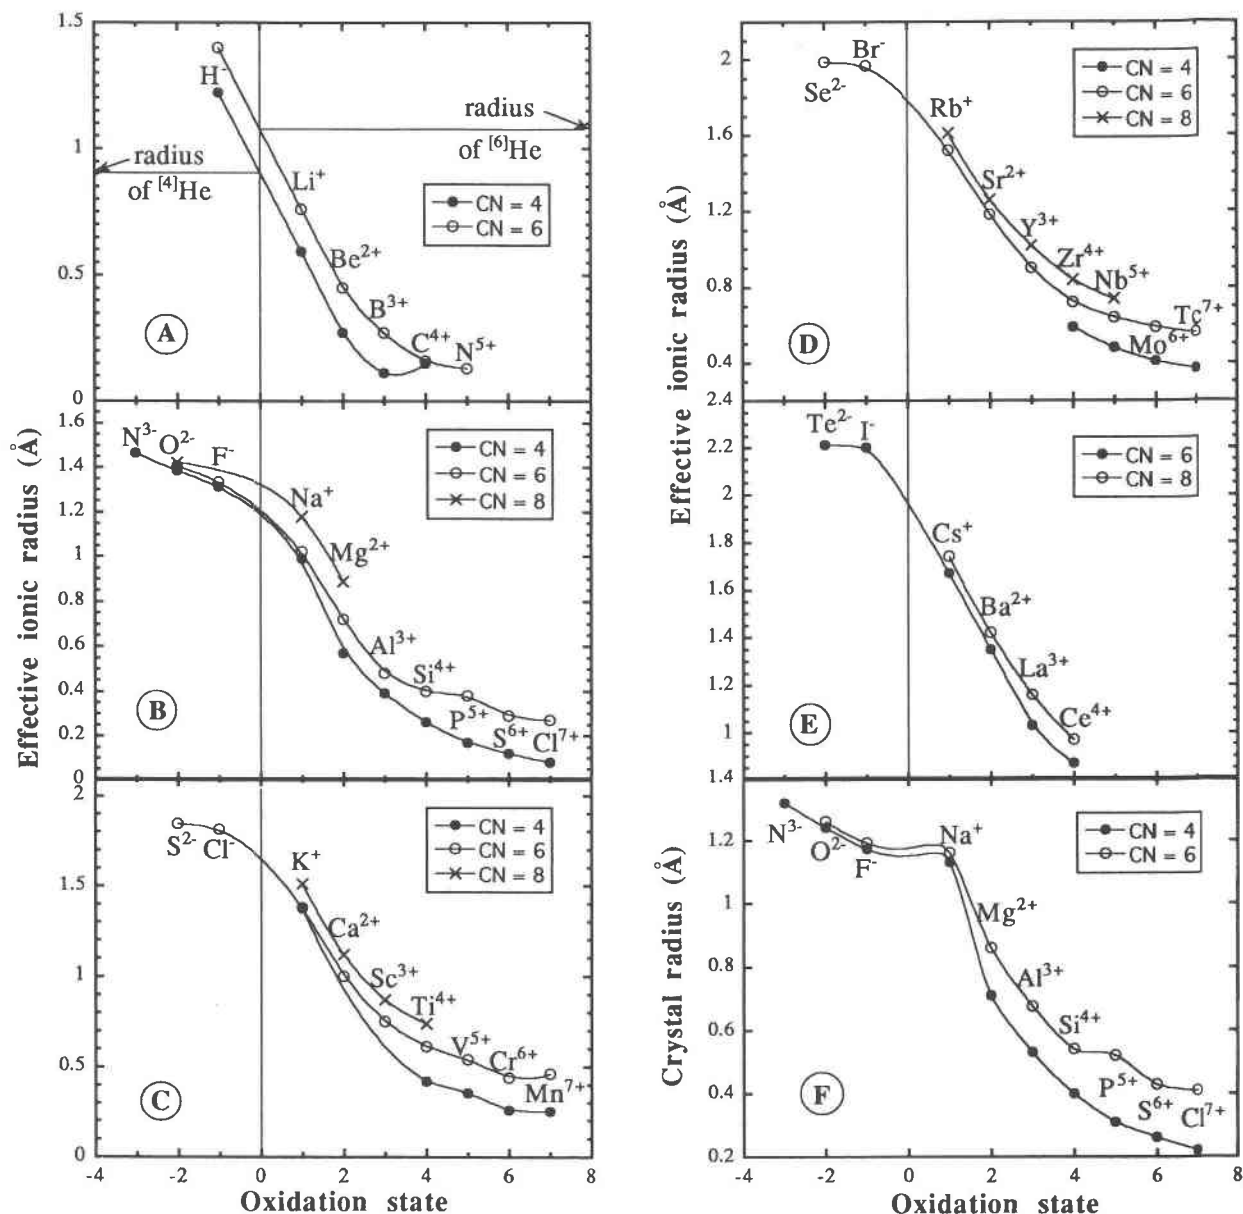 Effective ionic radius (Å)
1.5
1
0.5
0
H⁻
radius
of [4]He
radius
of [6]He
Li⁺
Be²⁺
B³⁺
C⁴⁺
N⁵⁺
CN = 4
CN = 6
A
1.6
1.4
1.2
1
0.8
0.6
0.4
0.2
0
N³⁻
O²⁻
F⁻
Na⁺
Mg²⁺
Al³⁺
Si⁴⁺
P⁵⁺
S⁶⁺
Cl⁷⁺
CN = 4
CN = 6
CN = 8
B
2
1.5
1
0.5
0
S²⁻
Cl⁻
K⁺
Ca²⁺
Sc³⁺
Ti⁴⁺
V⁵⁺
Cr⁶⁺
Mn⁷⁺
CN = 4
CN = 6
CN = 8
C
-4 -2 0 2 4 6 8
Oxidation state
Effective ionic radius (Å)
2
1.6
1.2
0.8
0.4
Se²⁻
Br⁻
Rb⁺
Sr²⁺
Y³⁺
Zr⁴⁺
Nb⁵⁺
Mo⁶⁺
Tc⁷⁺
CN = 4
CN = 6
CN = 8
D
2.4
2.2
2
1.8
1.6
1.4
1.2
1
Te²⁻
I⁻
Cs⁺
Ba²⁺
La³⁺
Ce⁴⁺
CN = 6
CN = 8
E
Crystal radius (Å)
1.4
1.2
1
0.8
0.6
0.4
0.2
N³⁻
O²⁻
F⁻
Na⁺
Mg²⁺
Al³⁺
Si⁴⁺
P⁵⁺
S⁶⁺
Cl⁷⁺
CN = 4
CN = 6
F
-4 -2 0 2 4 6 8
Oxidation state